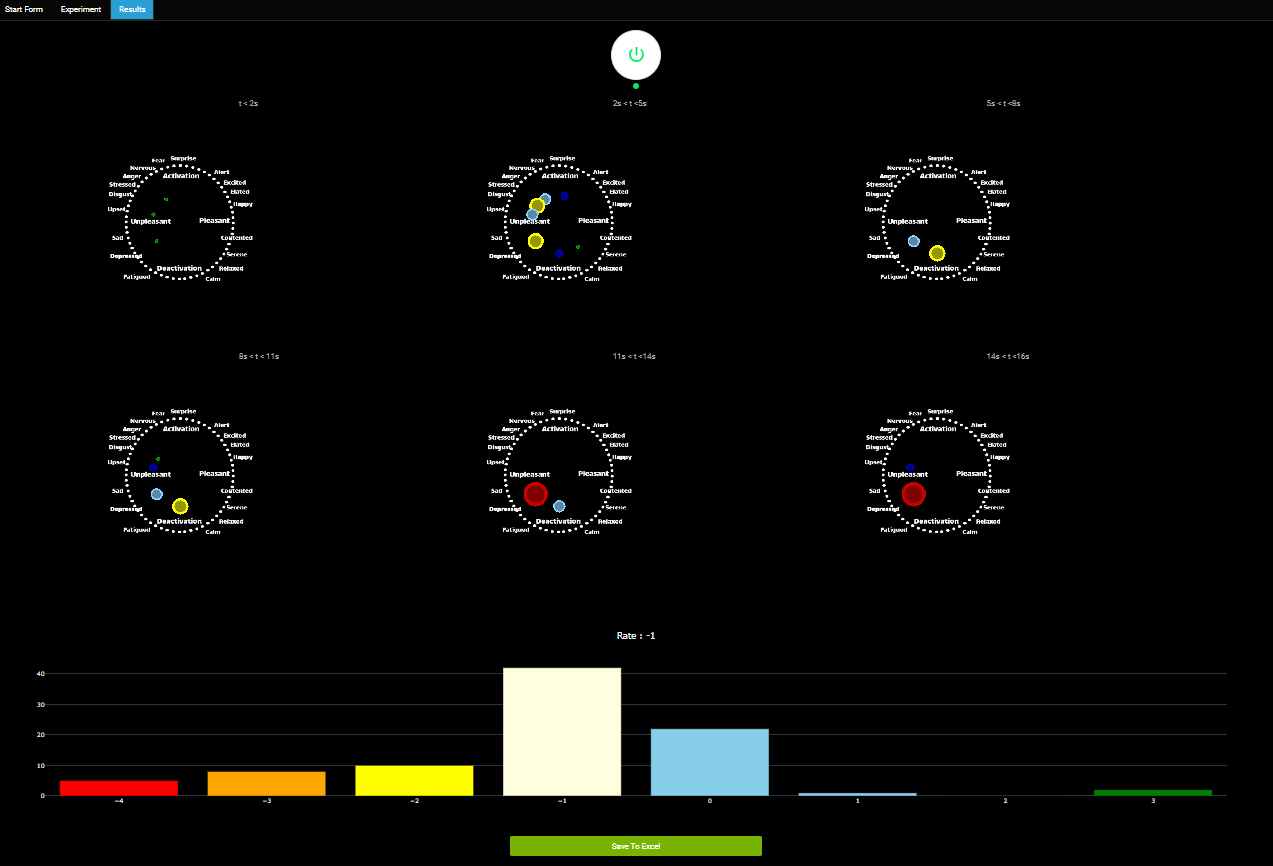 Start Form Experiment Results
t < 2s 2s < t <5s 5s < t <8s
Fear Surprise
Nervous Activation Alert
Anger
Stressed Excited
Disgust Elated
Upset Happy
Unpleasant Pleasant
Sad Contented
Depressed Serene
Deactivation Relaxed
Fatigued Calm
Fear Surprise
Nervous Activation Alert
Anger
Stressed Excited
Disgust Elated
Upset Happy
Unpleasant Pleasant
Sad Contented
Depressed Serene
Deactivation Relaxed
Fatigued Calm
Fear Surprise
Nervous Activation Alert
Anger
Stressed Excited
Disgust Elated
Upset Happy
Unpleasant Pleasant
Sad Contented
Depressed Serene
Deactivation Relaxed
Fatigued Calm
8s < t < 11s 11s < t <14s 14s < t <16s
Fear Surprise
Nervous Activation Alert
Anger
Stressed Excited
Disgust Elated
Upset Happy
Unpleasant Pleasant
Sad Contented
Depressed Serene
Deactivation Relaxed
Fatigued Calm
Fear Surprise
Nervous Activation Alert
Anger
Stressed Excited
Disgust Elated
Upset Happy
Unpleasant Pleasant
Sad Contented
Depressed Serene
Deactivation Relaxed
Fatigued Calm
Fear Surprise
Nervous Activation Alert
Anger
Stressed Excited
Disgust Elated
Upset Happy
Unpleasant Pleasant
Sad Contented
Depressed Serene
Deactivation Relaxed
Fatigued Calm
Rate : -1
40
30
20
10
0
−4 −3 −2 −1 0 1 2 3
Save To Excel